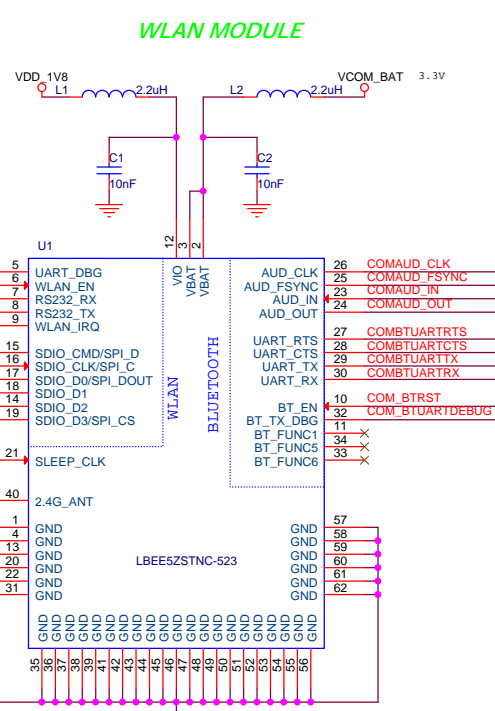 WLAN MODULE
VDD_1V8 VCOM_BAT 3.3V
L1 2.2uH L2 2.2uH
C1 C2
10nF 10nF
12 3 2
U1
VIO VBAT VBAT
5 UART_DBG AUD_CLK 26 COMAUD_CLK
6 WLAN_EN AUD_FSYNC 25 COMAUD_FSYNC
7 RS232_RX AUD_IN 23 COMAUD_IN
8 RS232_TX AUD_OUT 24 COMAUD_OUT
9 WLAN_IRQ
UART_RTS 27 COMBTUARTRTS
15 SDIO_CMD/SPI_D UART_CTS 28 COMBTUARTCTS
16 SDIO_CLK/SPI_C UART_TX 29 COMBTUARTTX
17 SDIO_D0/SPI_DOUT UART_RX 30 COMBTUARTRX
18 SDIO_D1
14 SDIO_D2 BT_EN 10 COM_BTRST
19 SDIO_D3/SPI_CS BT_TX_DBG 32 COM_BTUARTDEBUG
WLAN BLUETOOTH
BT_FUNC1 11
BT_FUNC5 34
21 SLEEP_CLK BT_FUNC6 33
40 2.4G_ANT
1 GND GND 57
4 GND GND 58
13 GND GND 59
20 GND GND 60
22 GND GND 61
31 GND GND 62
LBEE5ZSTNC-523
GND GND GND GND GND GND GND GND GND GND GND GND GND GND GND GND GND GND GND GND GND
35 36 37 38 39 41 42 43 44 45 46 47 48 49 50 51 52 53 54 55 56